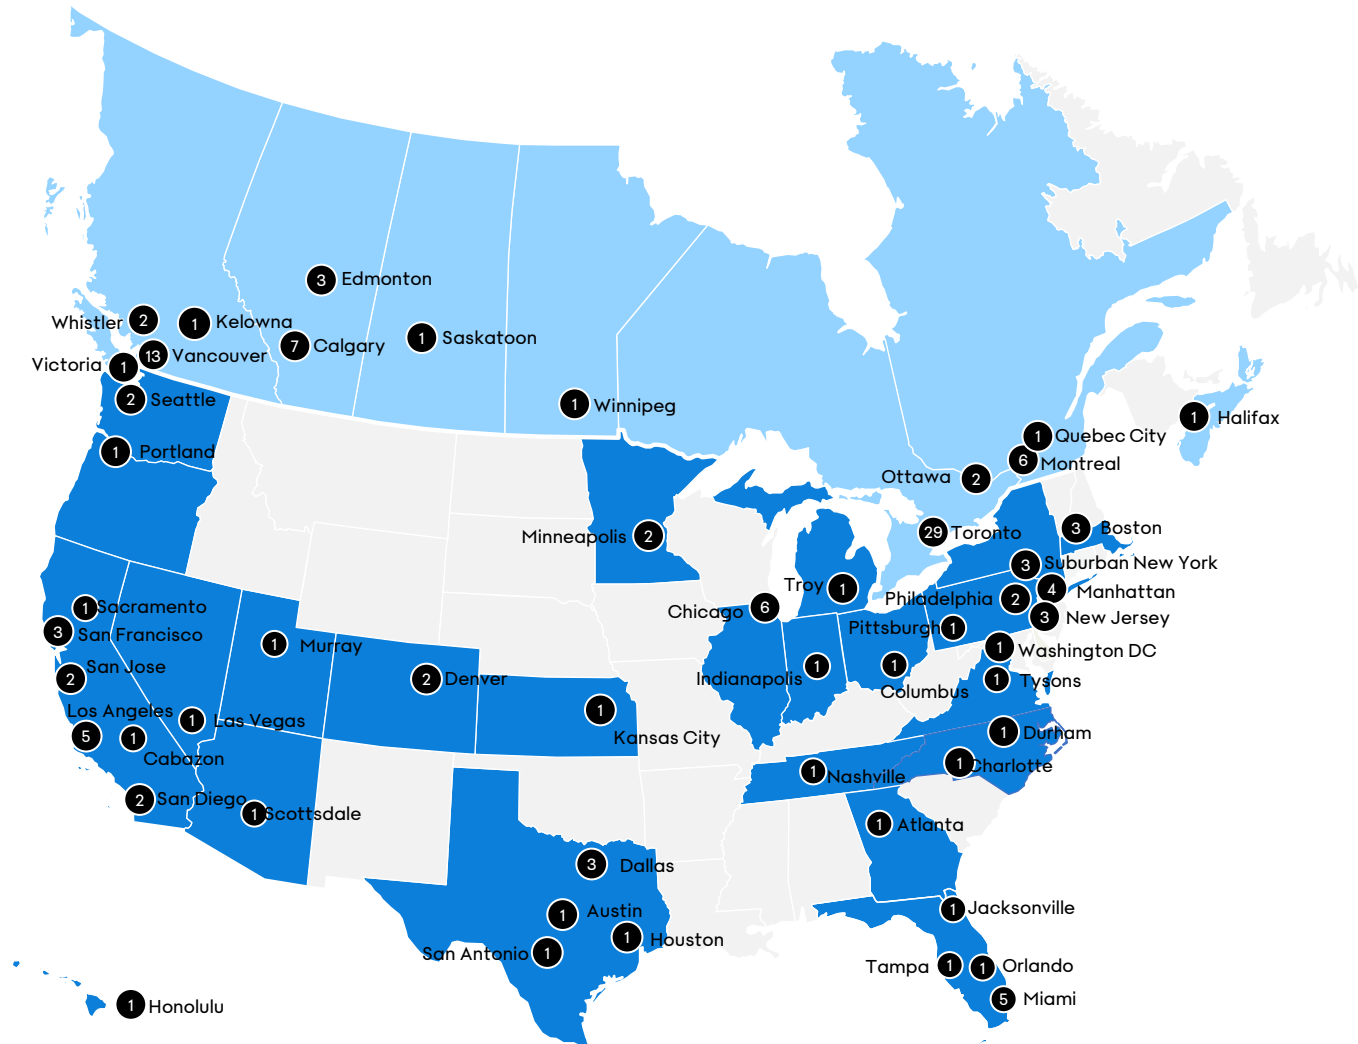 3 Edmonton
Whistler 2
1 Kelowna
7 Calgary
1 Saskatoon
13 Vancouver
Victoria 1
2 Seattle
1 Winnipeg
1 Portland
1 Halifax
1 Quebec City
6 Montreal
Ottawa 2
29 Toronto
3 Boston
Minneapolis 2
3 Suburban New York
Troy 1
4 Manhattan
Philadelphia 2
Chicago 6
3 New Jersey
Pittsburgh 1
1 Sacramento
3 San Francisco
1 Murray
1 Washington DC
2 San Jose
2 Denver
Indianapolis 1
1 Columbus
1 Tysons
Los Angeles 5
1 Las Vegas
1 Kansas City
1 Cabazon
1 Durham
1 Charlotte
1 Nashville
2 San Diego
1 Scottsdale
1 Atlanta
3 Dallas
1 Austin
1 Houston
San Antonio 1
1 Jacksonville
Tampa 1
1 Orlando
5 Miami
1 Honolulu